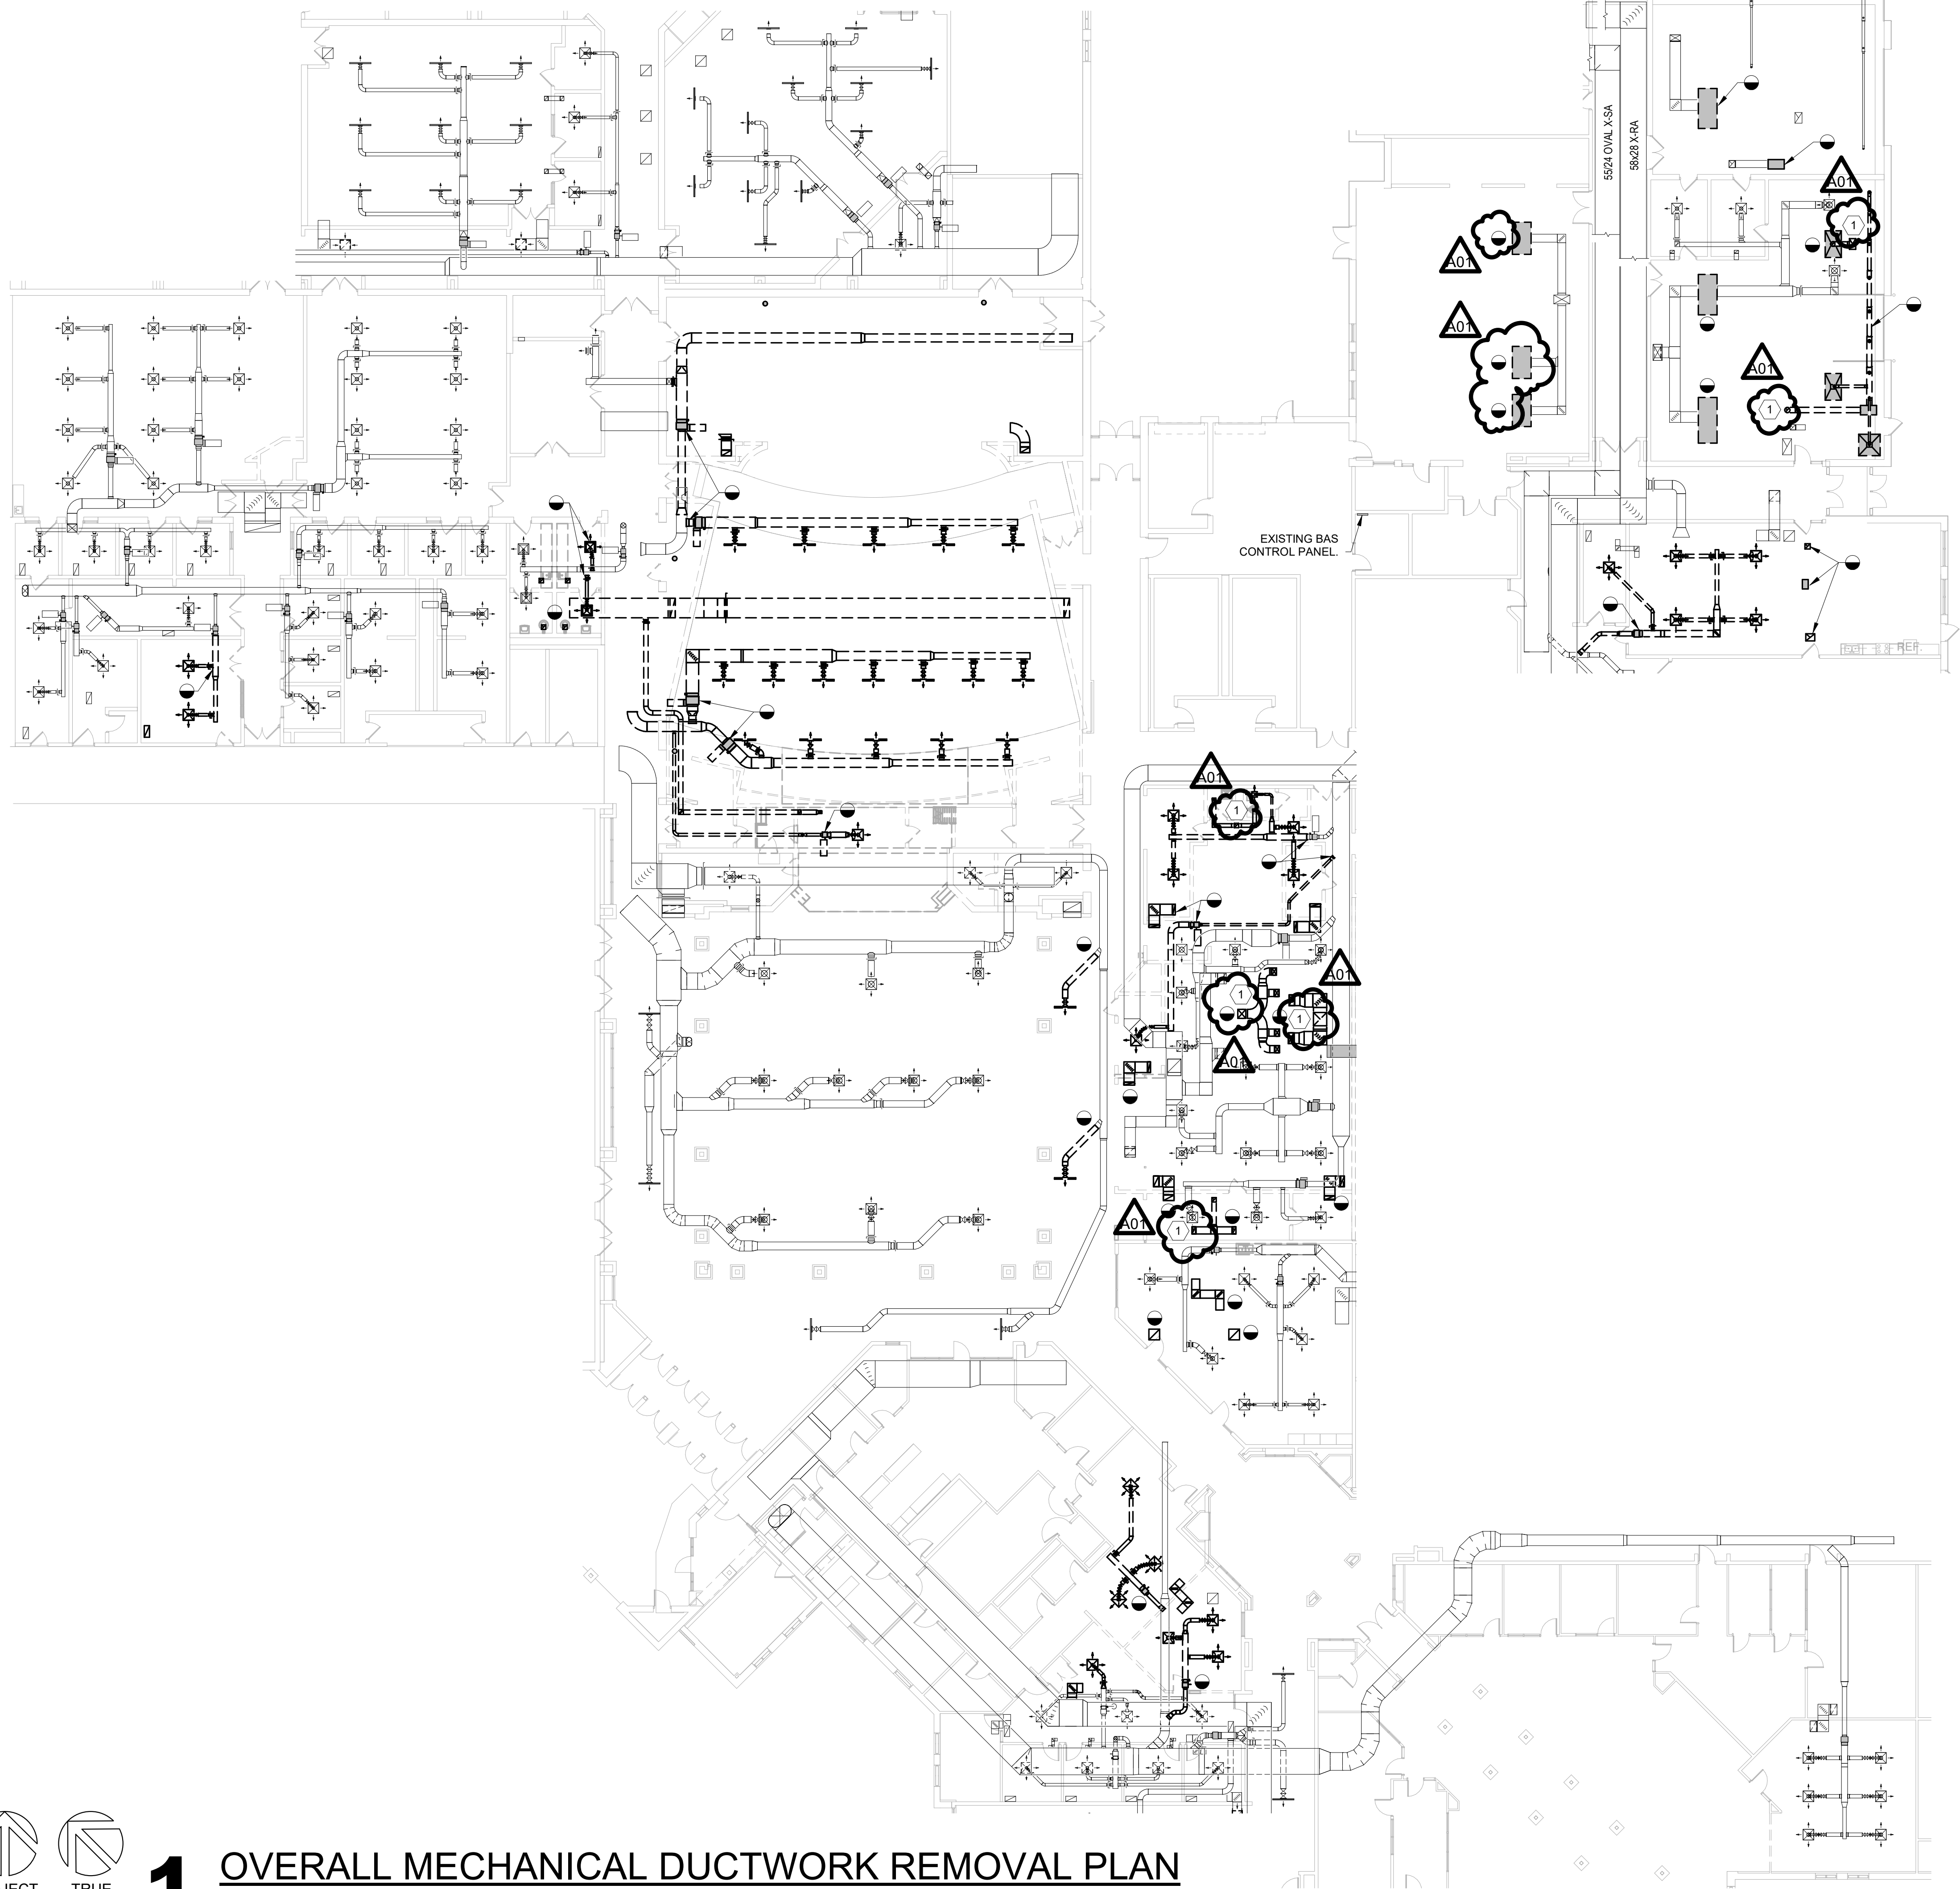 55/24 OVAL X-SA
58x28 X-RA
A01
1
A01
A01
A01
1
EXISTING BAS
CONTROL PANEL.
REF.
A01
1
A01
1
1
A01
A01
1
1 OVERALL MECHANICAL DUCTWORK REMOVAL PLAN
TRUE